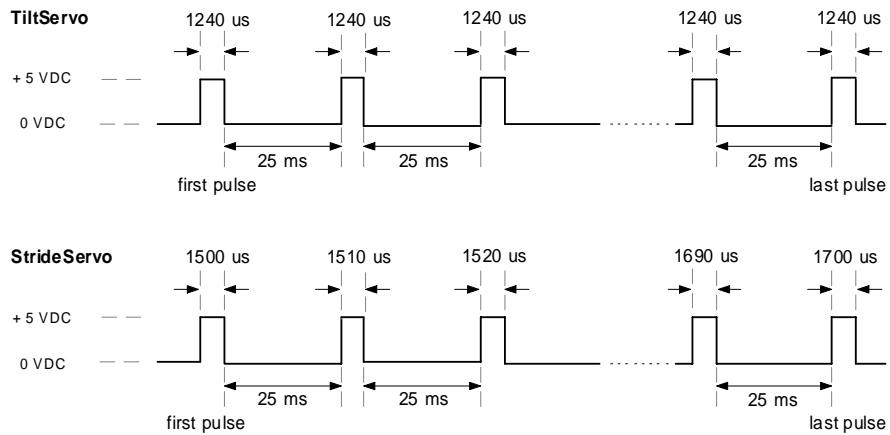 TiltServo 1240 us 1240 us 1240 us 1240 us 1240 us
+ 5 VDC
0 VDC
25 ms 25 ms 25 ms
first pulse last pulse
StrideServo 1500 us 1510 us 1520 us 1690 us 1700 us
+ 5 VDC
0 VDC
25 ms 25 ms 25 ms
first pulse last pulse